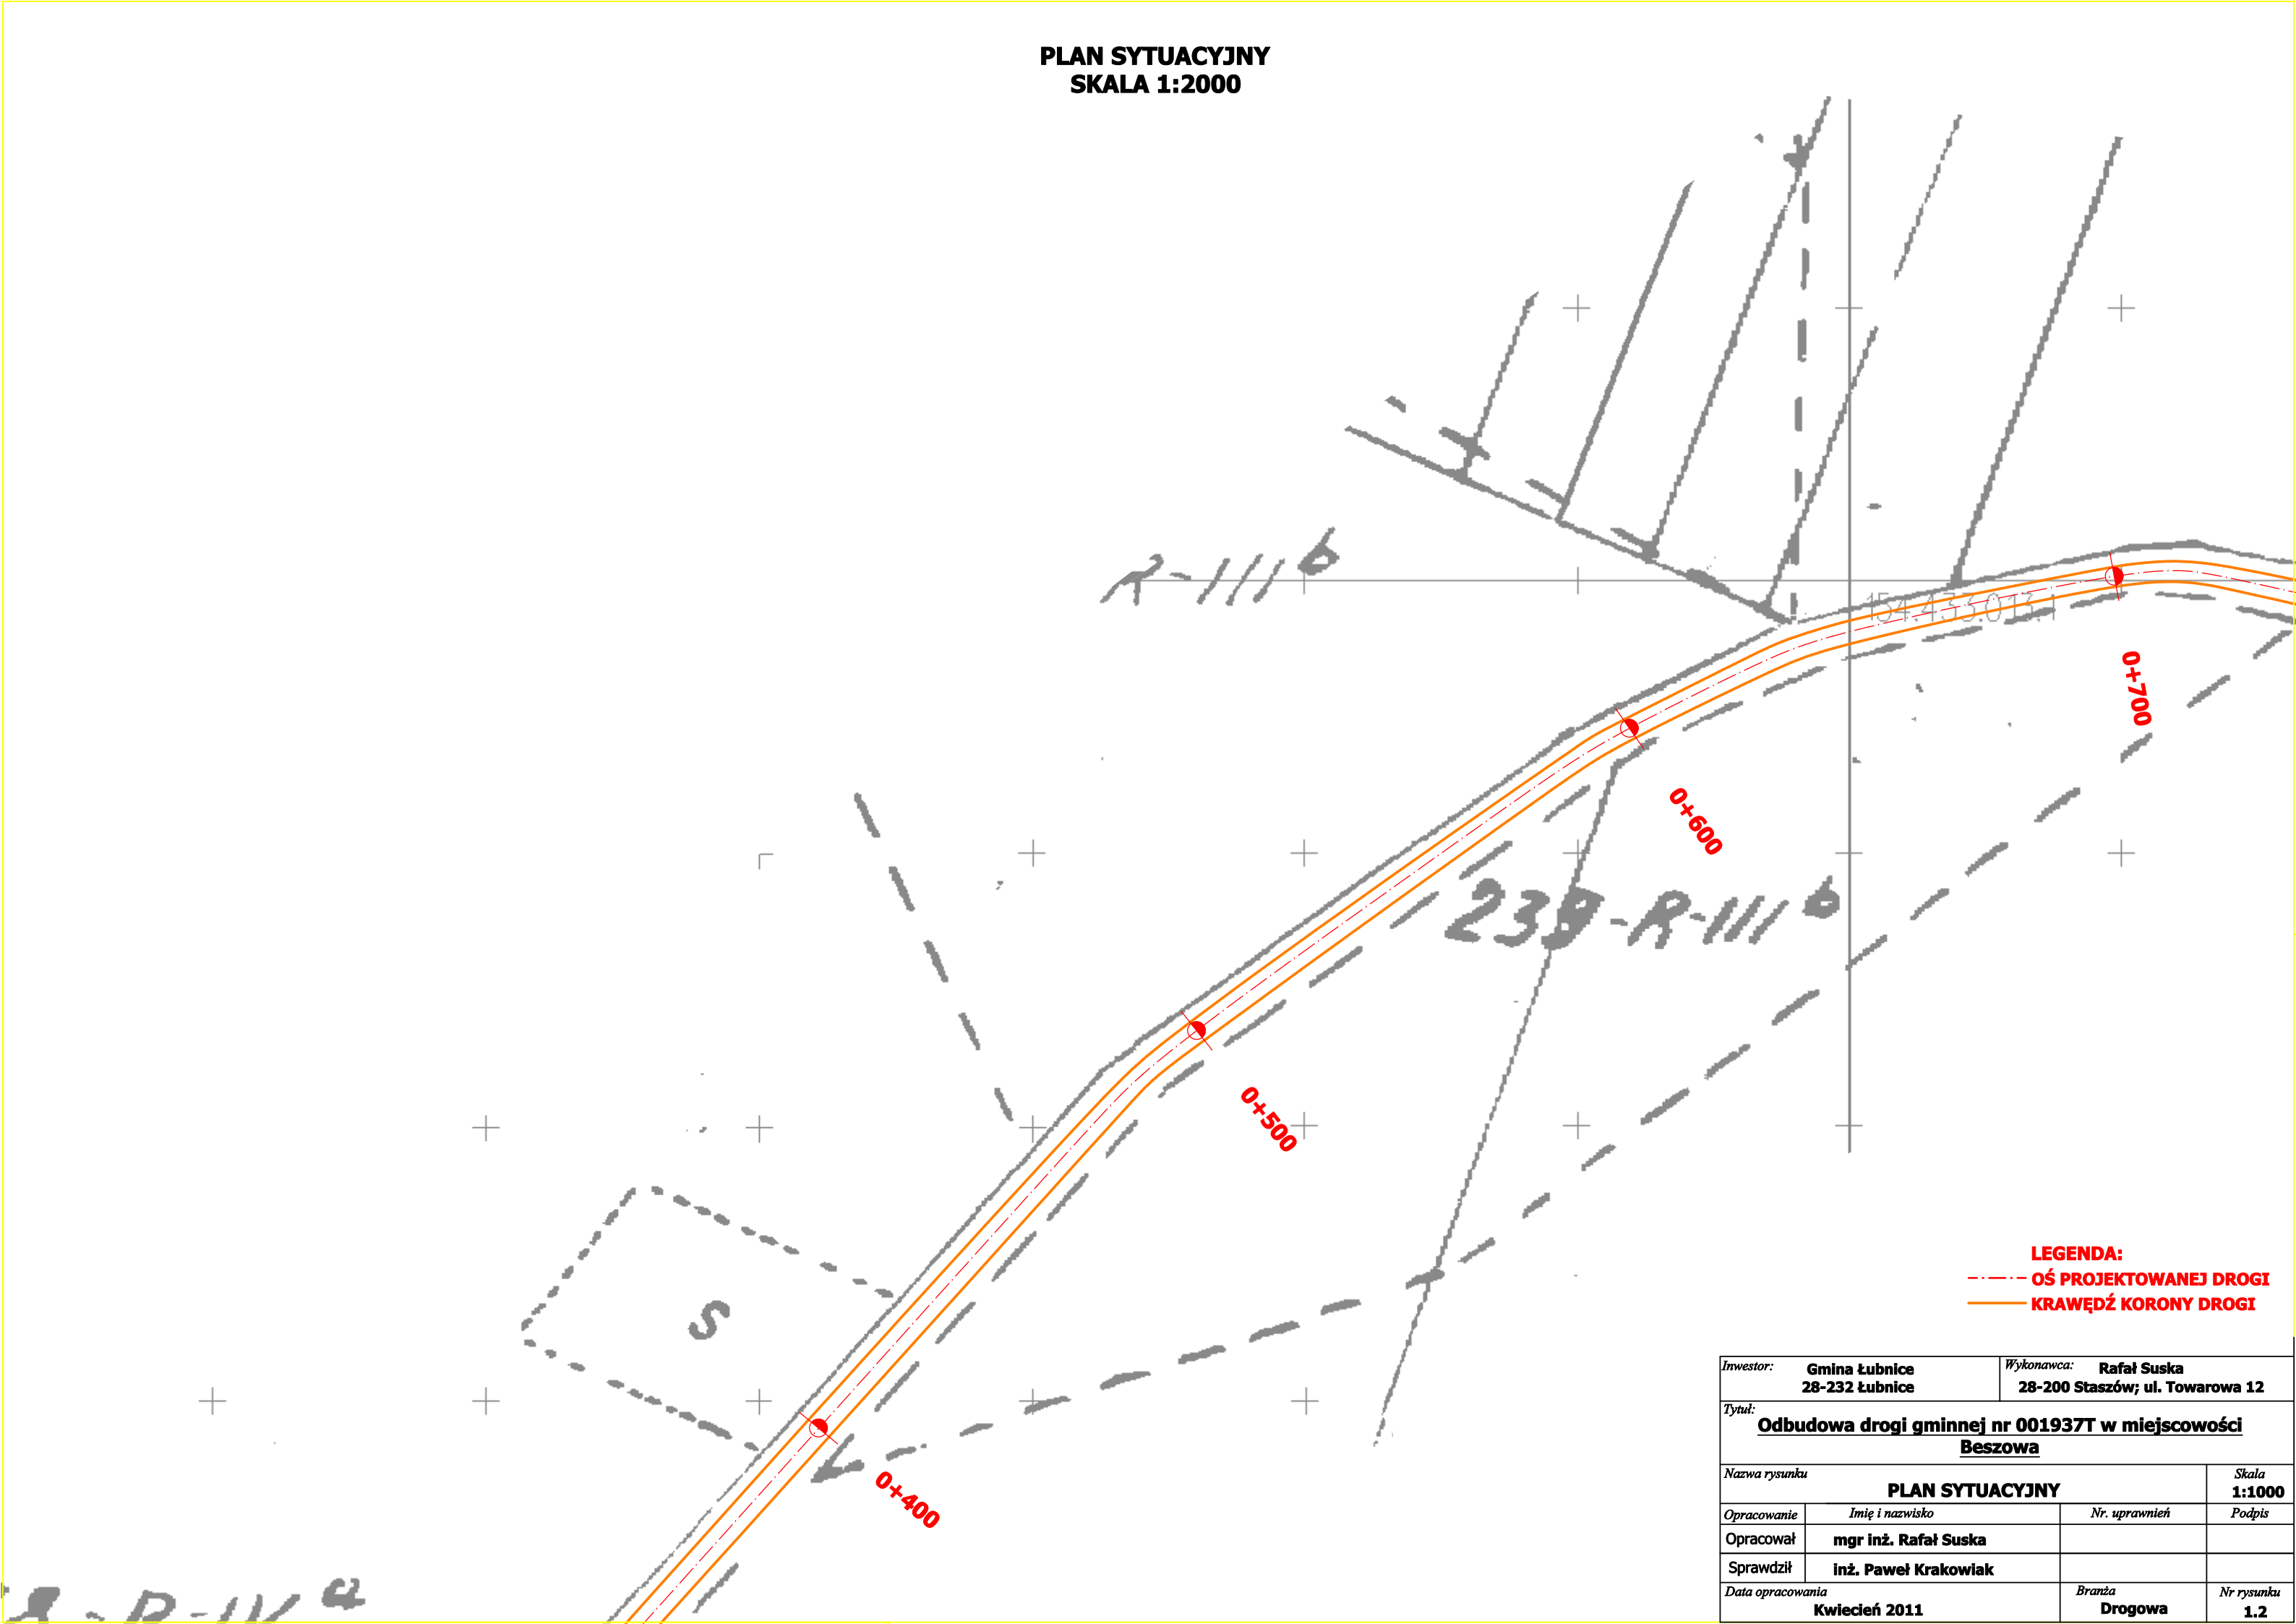 PLAN SYTUACYJNY
SKALA 1:2000
R-III b
154.433.0131
0+700
0+600
239-R-III b
0+500
S
0+400
R-IV a
LEGENDA:
OŚ PROJEKTOWANEJ DROGI
KRAWĘDŹ KORONY DROGI
Inwestor: Gmina Łubnice
28-232 Łubnice
Wykonawca: Rafał Suska
28-200 Staszów; ul. Towarowa 12
Tytuł:
Odbudowa drogi gminnej nr 001937T w miejscowości
Beszowa
Nazwa rysunku Skala
PLAN SYTUACYJNY 1:1000
Opracowanie Imię i nazwisko Nr. uprawnień Podpis
Opracował mgr inż. Rafał Suska
Sprawdził inż. Paweł Krakowiak
Data opracowania Branża Nr rysunku
Kwiecień 2011 Drogowa 1.2